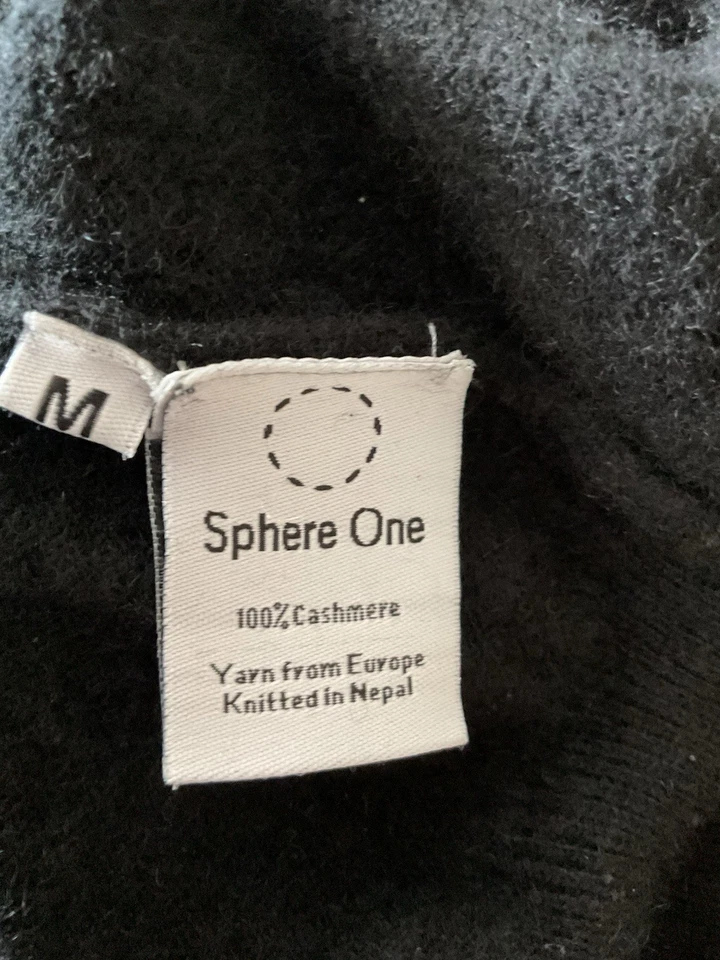 M
Sphere One
100% Cashmere
Yarn from Europe
Knitted in Nepal